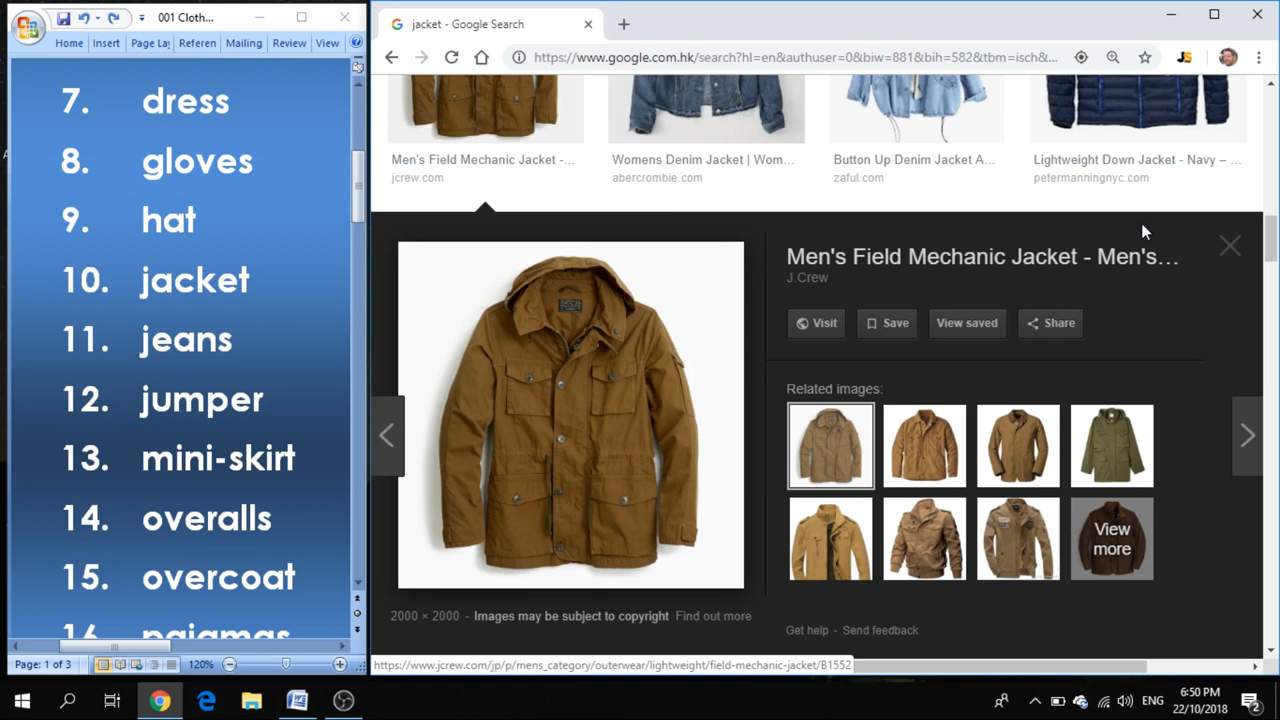 001 Cloth...
Home Insert Page La Referen Mailing Review View
7. dress
8. gloves
9. hat
10. jacket
11. jeans
12. jumper
13. mini-skirt
14. overalls
15. overcoat
16. pajamas
Page: 1 of 3 120%
jacket - Google Search
https://www.google.com.hk/search?hl=en&authuser=0&biw=881&bih=582&tbm=isch&...
JS
Men's Field Mechanic Jacket -... Womens Denim Jacket | Wom... Button Up Denim Jacket A... Lightweight Down Jacket - Navy – ...
jcrew.com abercrombie.com zaful.com petermanningnyc.com
Men's Field Mechanic Jacket - Men's...
J.Crew
Visit Save View saved Share
Related images:
View
more
2000 × 2000 - Images may be subject to copyright Find out more
Get help - Send feedback
https://www.jcrew.com/jp/p/mens_category/outerwear/lightweight/field-mechanic-jacket/B1552
ENG
6:50 PM
22/10/2018
2